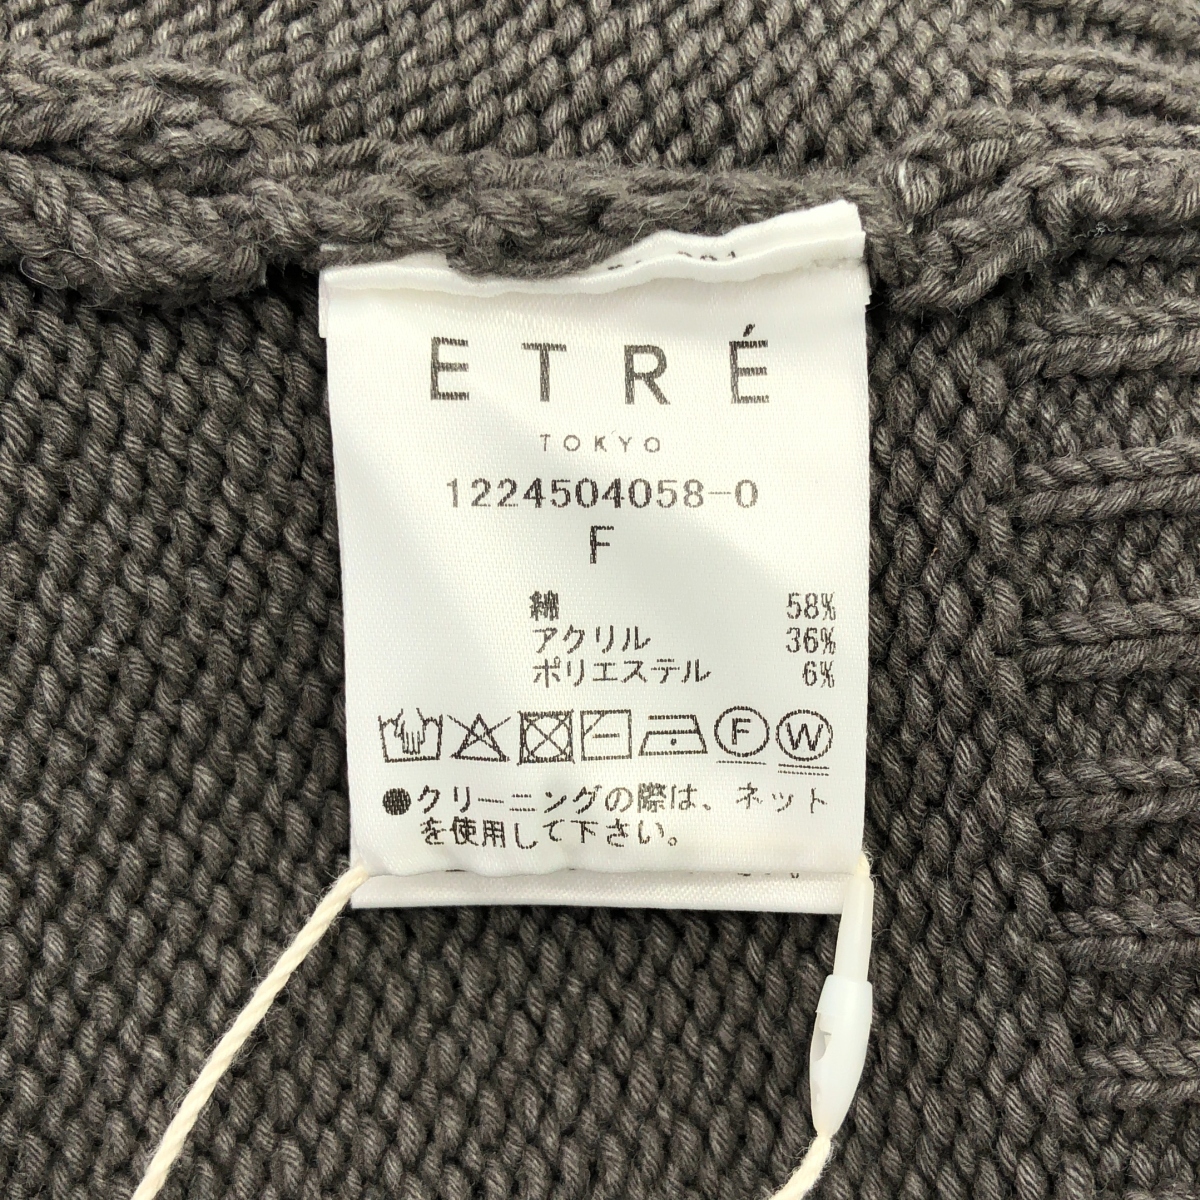 ETRÉ
TOKYO
1224504058-0
F
綿 58%
アクリル 36%
ポリエステル 6%
F W
●クリーニングの際は、ネット
を使用して下さい。